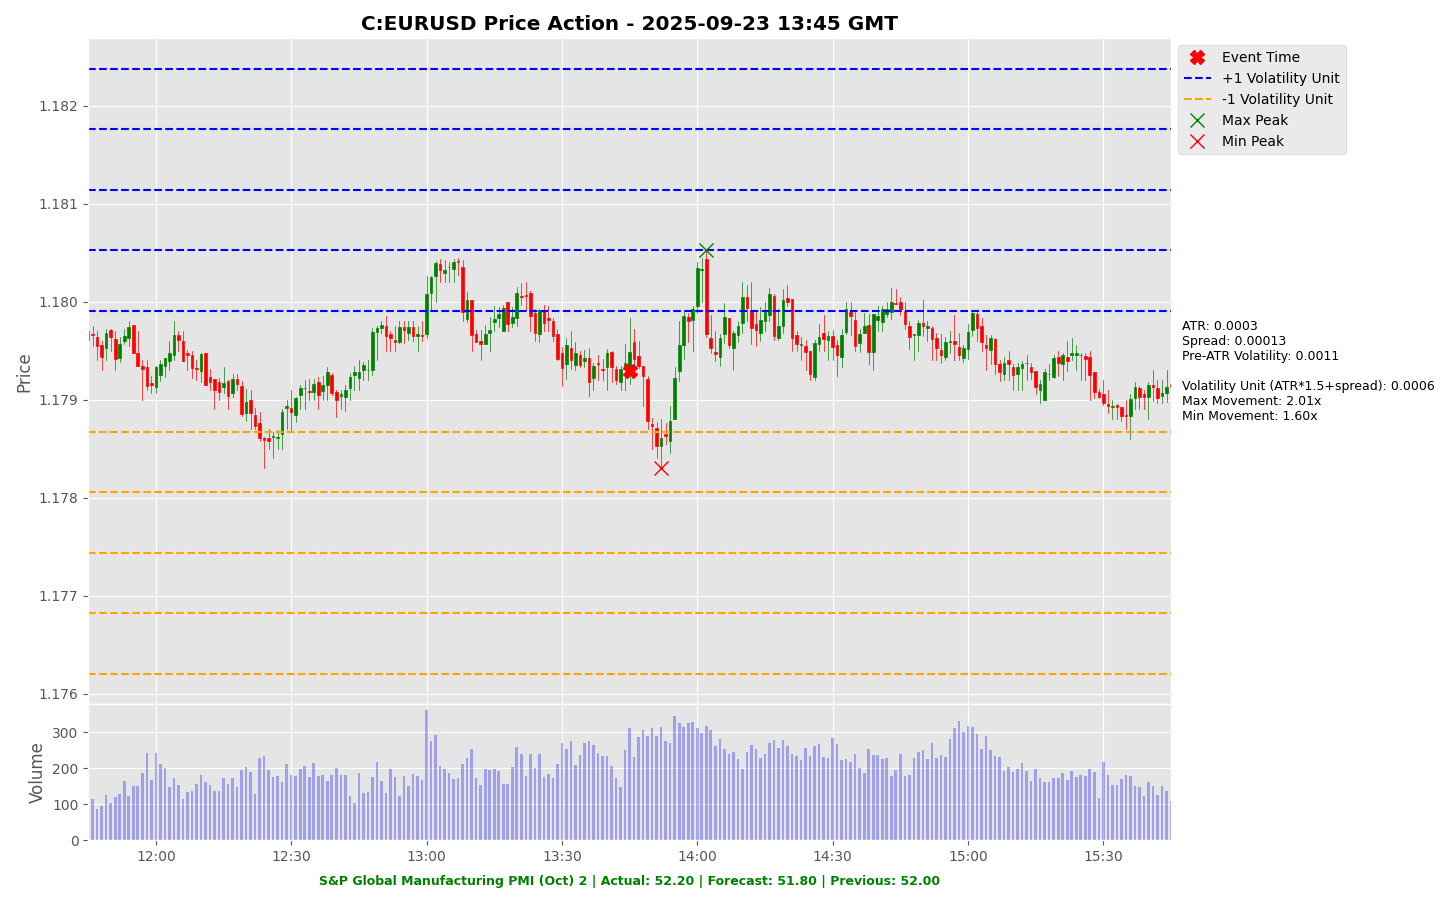 C:EURUSD Price Action - 2025-09-23 13:45 GMT
Event Time
+1 Volatility Unit
-1 Volatility Unit
Max Peak
Min Peak
Price
1.182
1.181
1.180
1.179
1.178
1.177
1.176
ATR: 0.0003
Spread: 0.00013
Pre-ATR Volatility: 0.0011
Volatility Unit (ATR*1.5+spread): 0.0006
Max Movement: 2.01x
Min Movement: 1.60x
Volume
300
200
100
0
12:00 12:30 13:00 13:30 14:00 14:30 15:00 15:30
S&P Global Manufacturing PMI (Oct) 2 | Actual: 52.20 | Forecast: 51.80 | Previous: 52.00